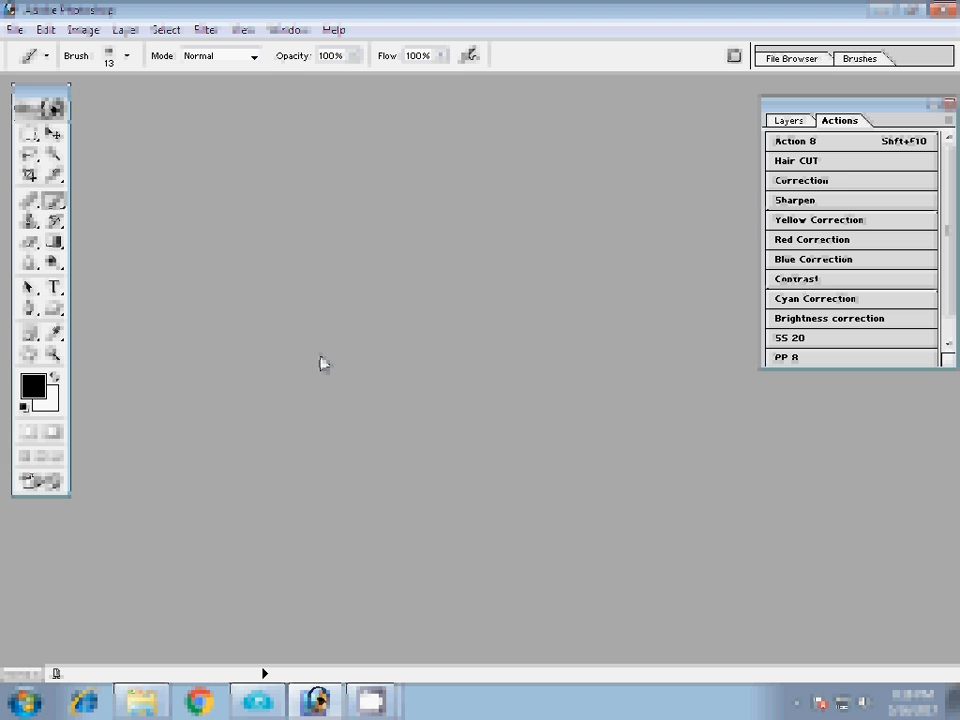 Adobe Photoshop
File Edit Image Layer Select Filter View Window Help
Brush 13 Mode Normal Opacity: 100% Flow 100% File Browser Brushes
Layers Actions
Action 8 Shft+F10
Hair CUT
Correction
Sharpen
Yellow Correction
Red Correction
Blue Correction
Contrast
Cyan Correction
Brightness correction
SS 20
PP 8
T